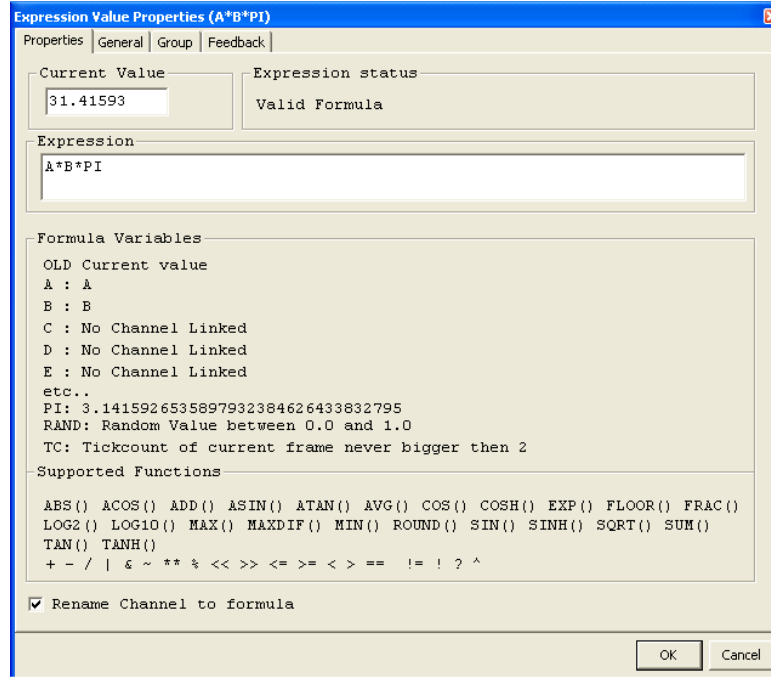 Expression Value Properties (A*B*PI)
Properties General Group Feedback
Current Value
31.41593
Expression status
Valid Formula
Expression
A*B*PI
Formula Variables
OLD Current value
A : A
B : B
C : No Channel Linked
D : No Channel Linked
E : No Channel Linked
etc..
PI: 3.1415926535897932384626433832795
RAND: Random Value between 0.0 and 1.0
TC: Tickcount of current frame never bigger then 2
Supported Functions
ABS() ACOS() ADD() ASIN() ATAN() AVG() COS() COSH() EXP() FLOOR() FRAC()
LOG2() LOG10() MAX() MAXDIF() MIN() ROUND() SIN() SINH() SQRT() SUM()
TAN() TANH()
+ - / | & ~ ** % << >> <= >= < > == != ! ? ^
Rename Channel to formula
OK Cancel